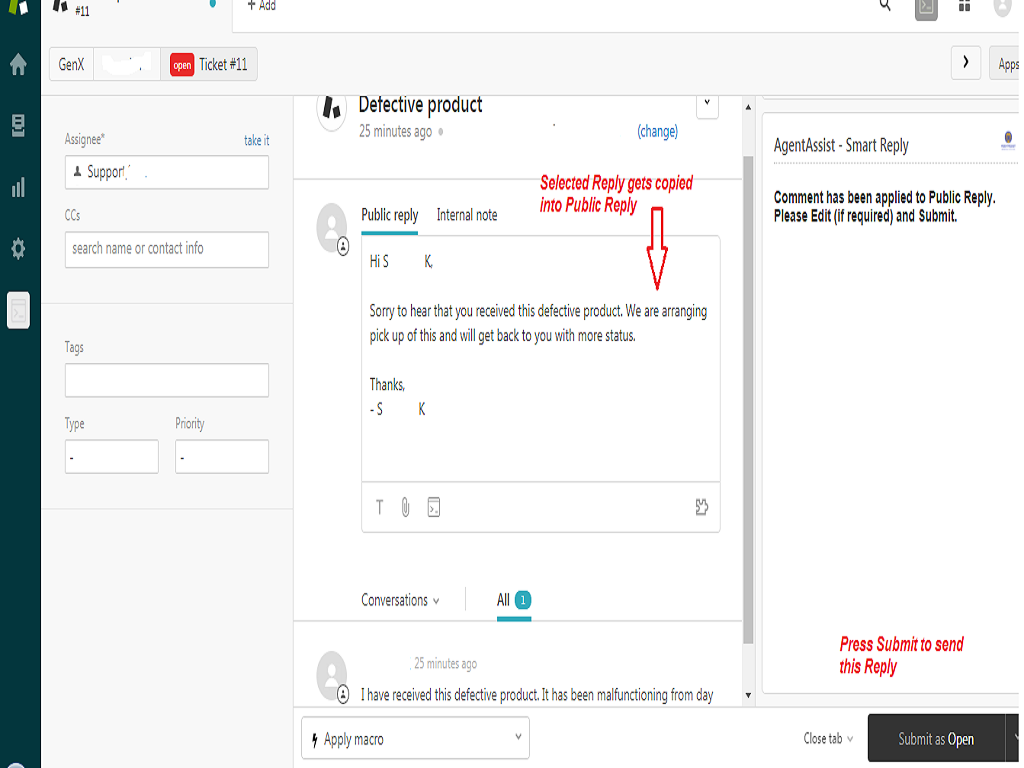 #11
+ Add
GenX
open Ticket #11
Apps
Assignee*
take it
Support
CCs
search name or contact info
Tags
Type
Priority
-
-
Defective product
25 minutes ago
(change)
Selected Reply gets copied
into Public Reply
Public reply
Internal note
Hi S K,
Sorry to hear that you received this defective product. We are arranging
pick up of this and will get back to you with more status.
Thanks,
- S K
T
Conversations
All 1
25 minutes ago
I have received this defective product. It has been malfunctioning from day
Apply macro
AgentAssist - Smart Reply
Comment has been applied to Public Reply.
Please Edit (if required) and Submit.
Press Submit to send
this Reply
Close tab
Submit as Open